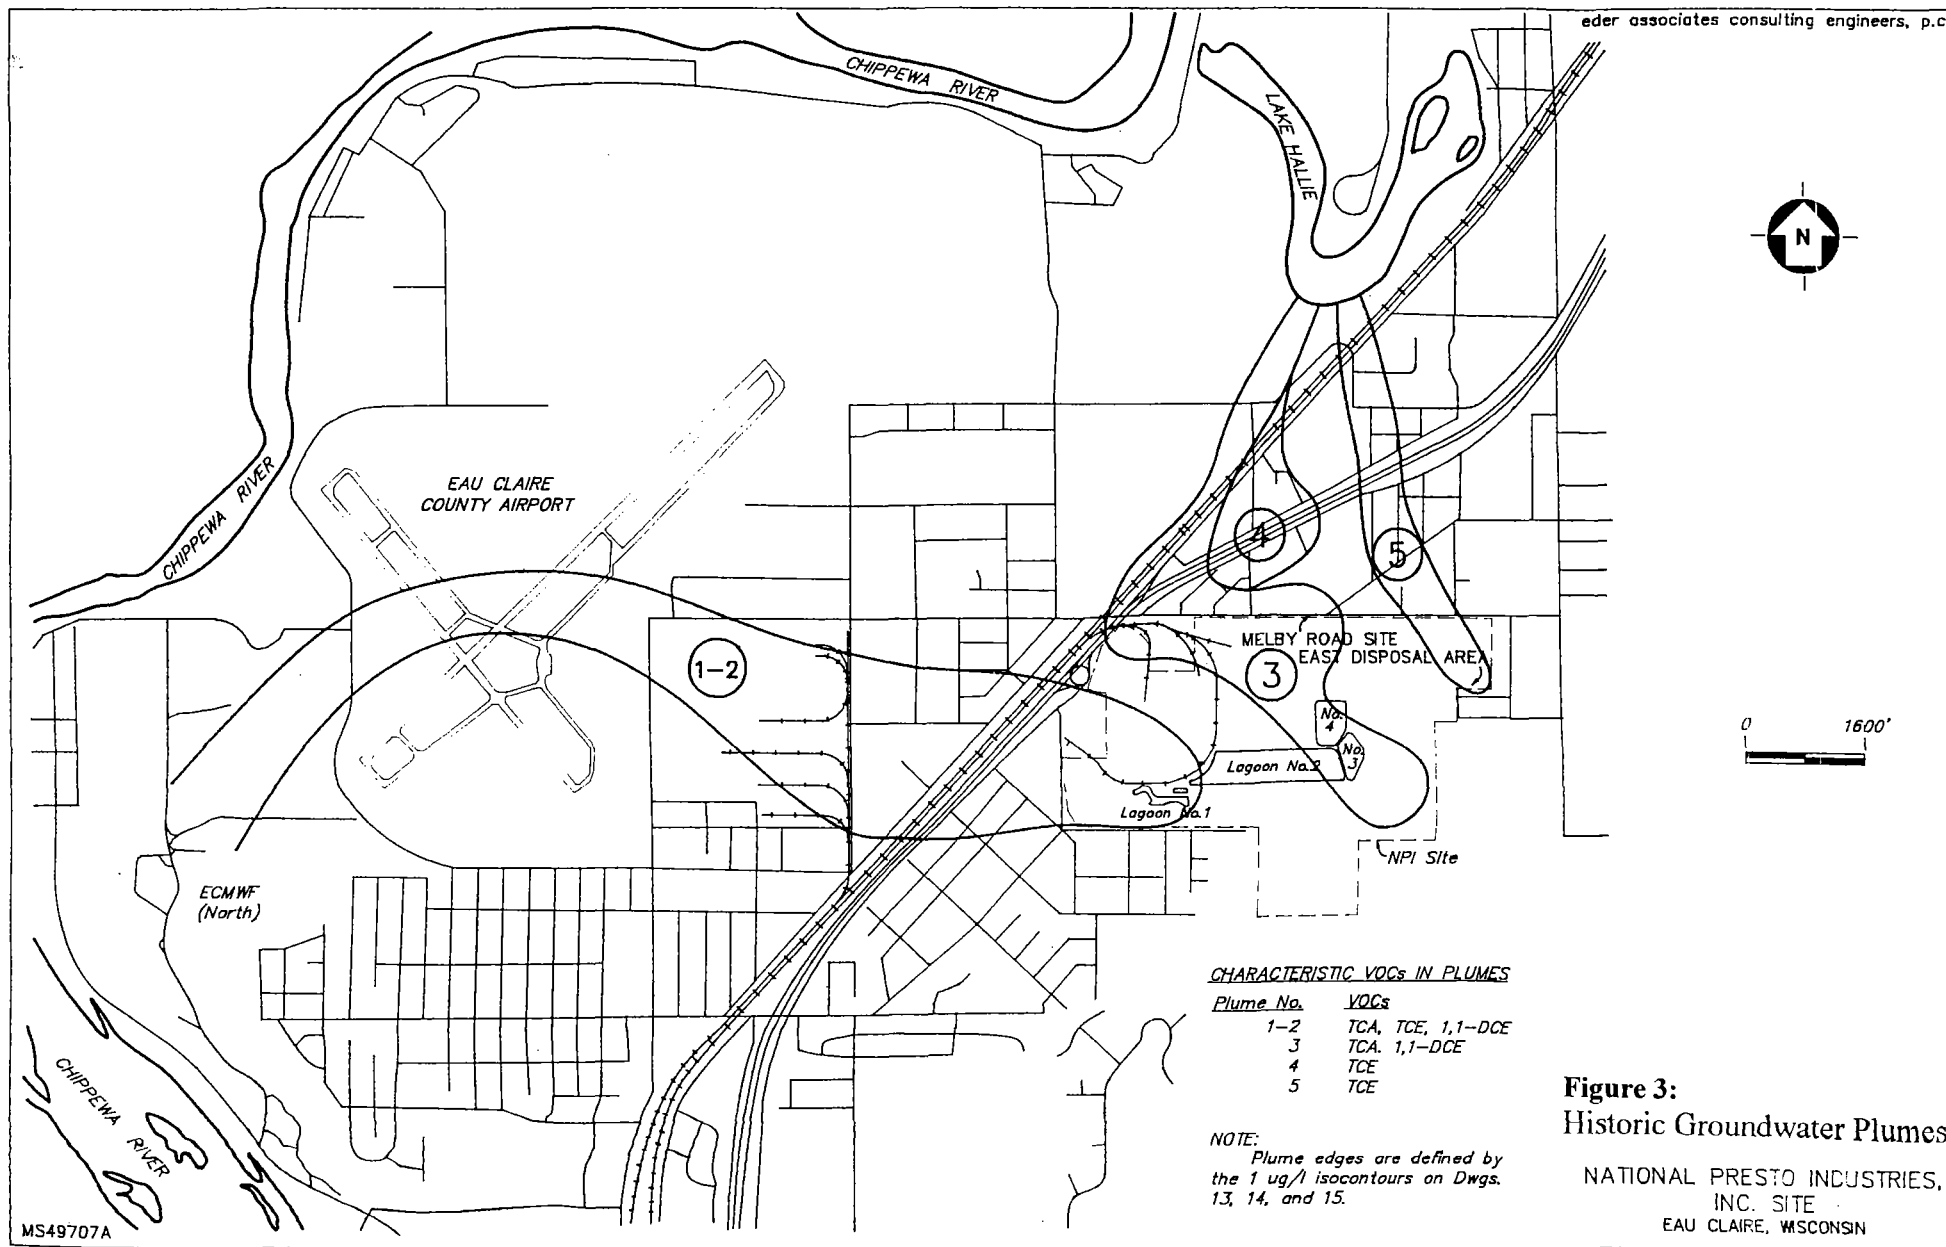 eder associates consulting engineers, p.c
CHIPPEWA RIVER
LAKE HALLIE
N
CHIPPEWA RIVER
EAU CLAIRE
COUNTY AIRPORT
4
5
1-2
MELBY ROAD SITE
EAST DISPOSAL AREA
3
No.
4
No.
3
Lagoon No.2
Lagoon No.1
0 1600'
NPI Site
ECMWF
(North)
CHIPPEWA RIVER
CHARACTERISTIC VOCs IN PLUMES
Plume No. VOCs
1-2 TCA, TCE, 1,1-DCE
3 TCA. 1,1-DCE
4 TCE
5 TCE
NOTE:
Plume edges are defined by
the 1 ug/l isocontours on Dwgs.
13, 14, and 15.
Figure 3:
Historic Groundwater Plumes
NATIONAL PRESTO INDUSTRIES,
INC. SITE
EAU CLAIRE, WISCONSIN
MS49707A